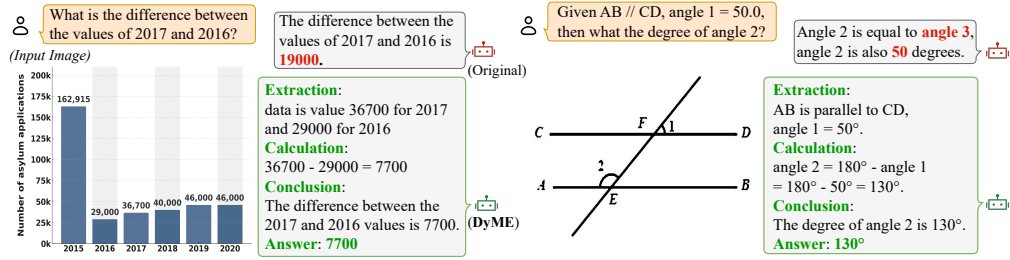 What is the difference between
the values of 2017 and 2016?
(Input Image)
The difference between the
values of 2017 and 2016 is
19000.
(Original)
Number of asylum applications
200k
175k
150k
125k
100k
75k
50k
25k
0k
162,915
29,000
36,700
40,000
46,000
46,000
2015
2016
2017
2018
2019
2020
Extraction:
data is value 36700 for 2017
and 29000 for 2016
Calculation:
36700 - 29000 = 7700
Conclusion:
The difference between the
2017 and 2016 values is 7700.
Answer: 7700
(DyME)
Given AB // CD, angle 1 = 50.0,
then what the degree of angle 2?
Angle 2 is equal to angle 3,
angle 2 is also 50 degrees.
C
F
1
D
2
A
E
B
Extraction:
AB is parallel to CD,
angle 1 = 50°.
Calculation:
angle 2 = 180° - angle 1
= 180° - 50° = 130°.
Conclusion:
The degree of angle 2 is 130°.
Answer: 130°